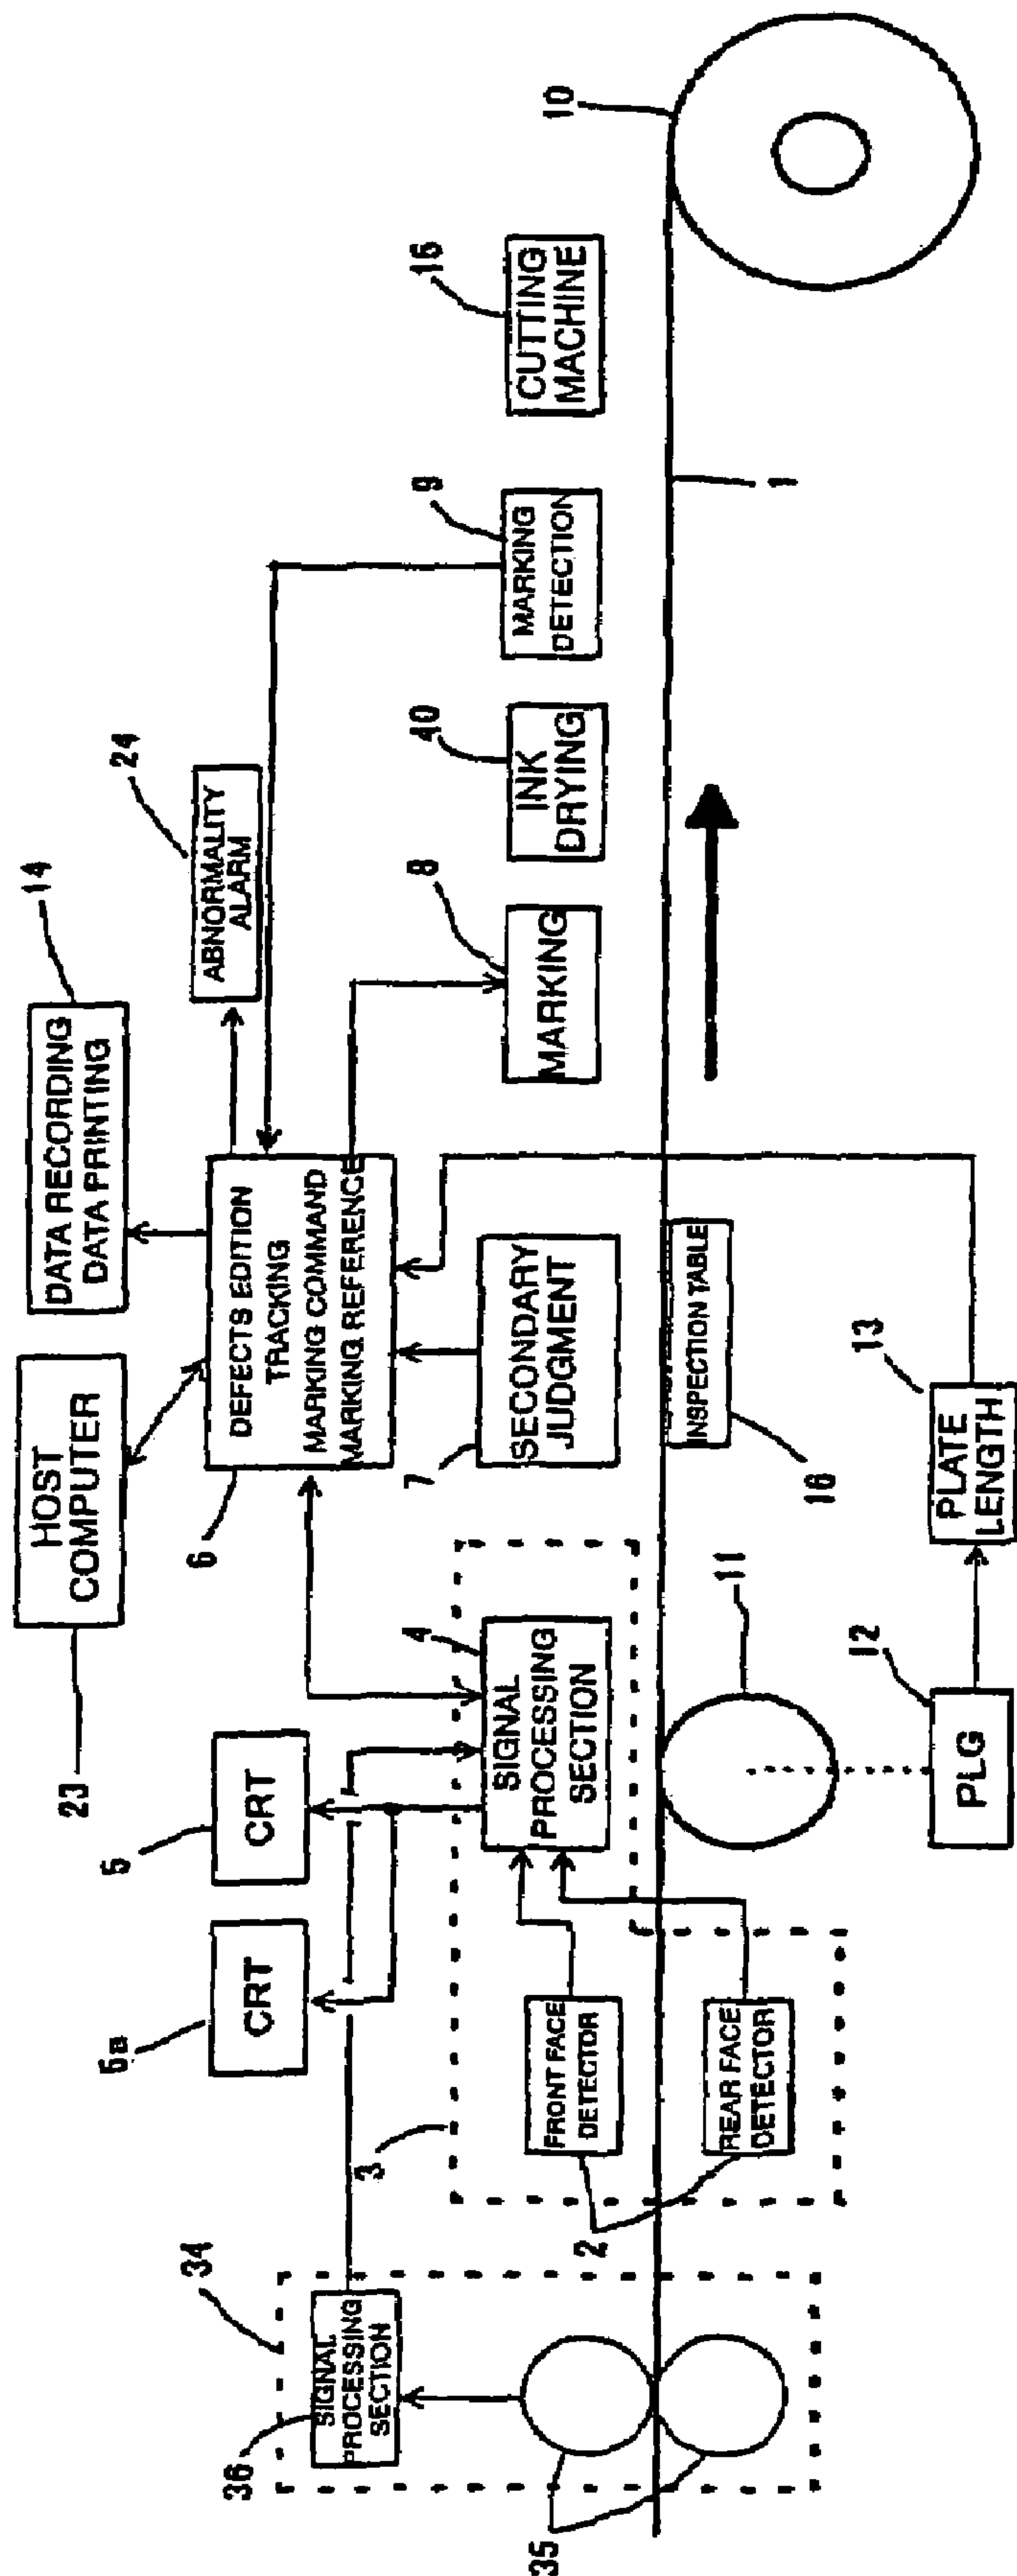 23
HOST
COMPUTER
14
DATA RECORDING
DATA PRINTING
24
ABNORMALITY
ALARM
6
DEFECTS EDITION
TRACKING
MARKING COMMAND
MARKING REFERENCE
5a
CRT
5
CRT
34
36
SIGNAL
PROCESSING
SECTION
35
3
2
FRONT FACE
DETECTOR
REAR FACE
DETECTOR
4
SIGNAL
PROCESSING
SECTION
7
SECONDARY
JUDGMENT
8
MARKING
40
INK
DRYING
9
MARKING
DETECTION
16
CUTTING
MACHINE
10
1
INSPECTION TABLE
16
11
12
PLG
13
PLATE
LENGTH